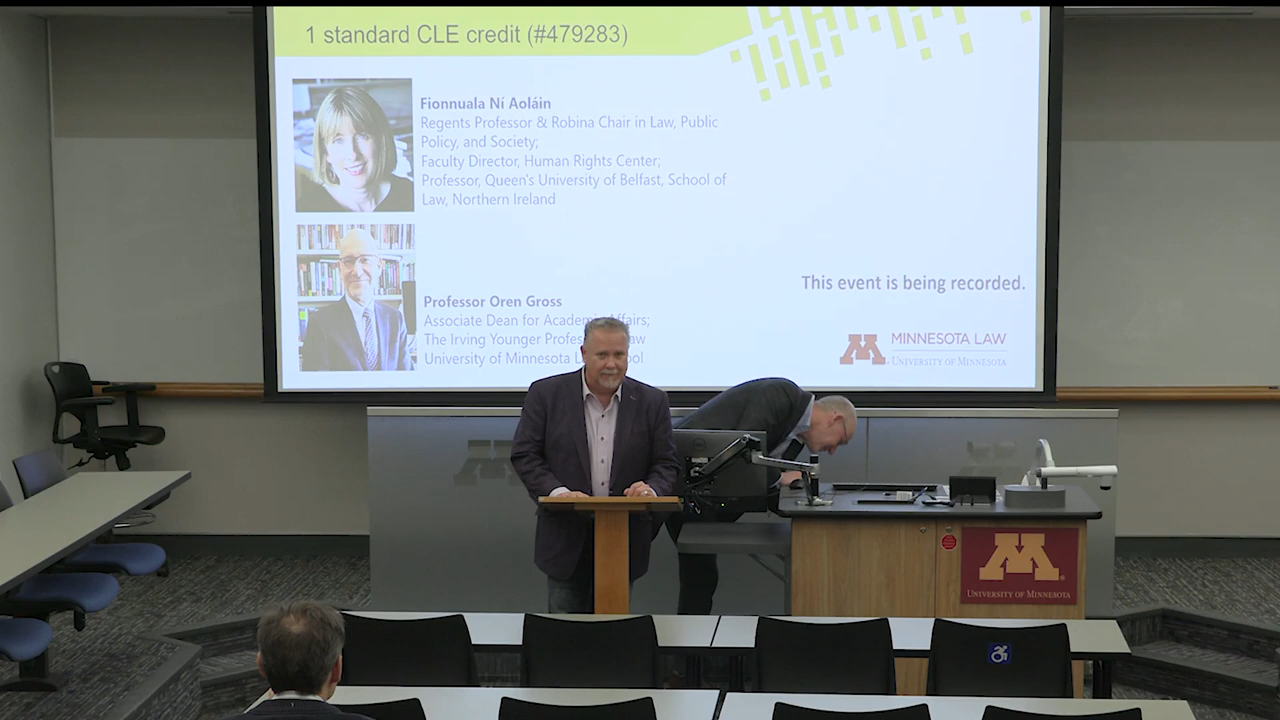 1 standard CLE credit (#479283)
Fionnuala Ní Aoláin
Regents Professor & Robina Chair in Law, Public
Policy, and Society;
Faculty Director, Human Rights Center;
Professor, Queen's University of Belfast, School of
Law, Northern Ireland
This event is being recorded.
Professor Oren Gross
Associate Dean for Academic Affairs;
The Irving Younger
University of Minnesota
M MINNESOTA LAW
UNIVERSITY OF MINNESOTA
M
UNIVERSITY OF MINNESOTA